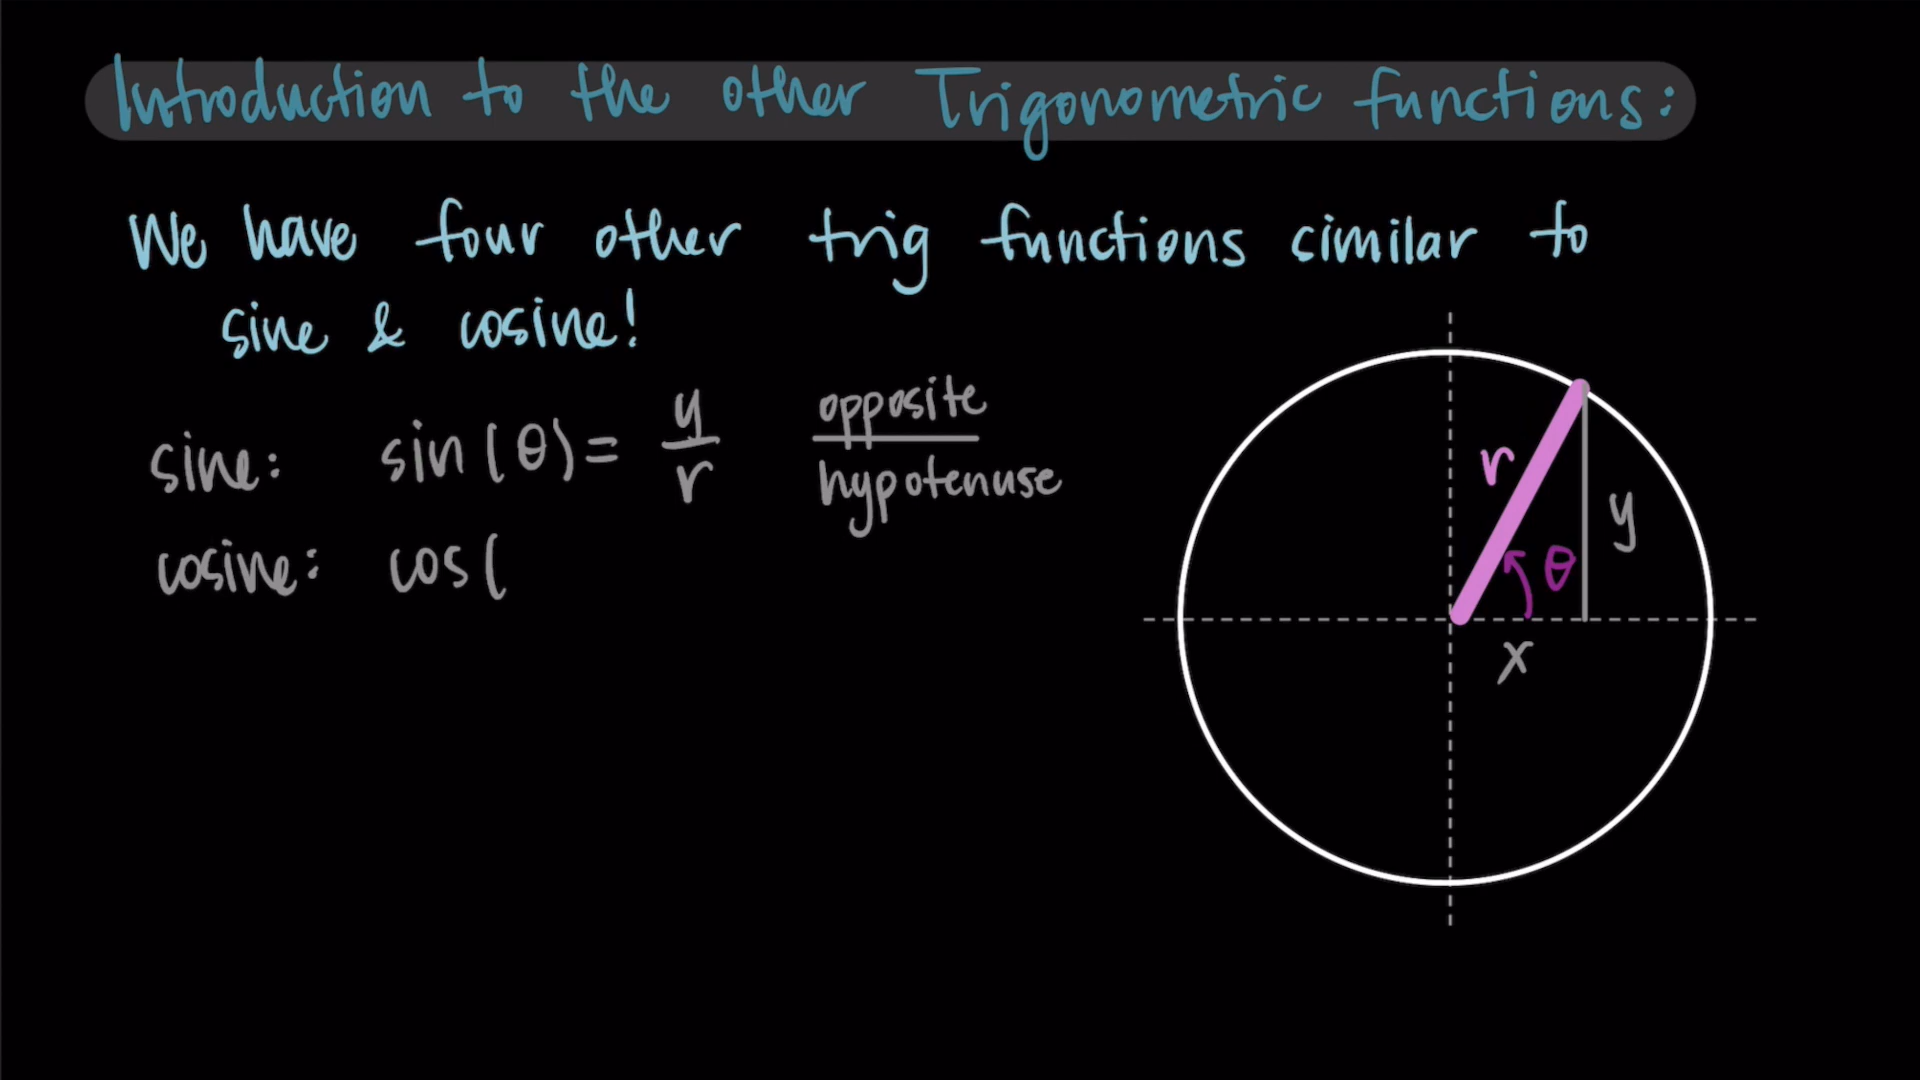 Introduction to the other Trigonometric functions:
We have four other trig functions similar to
sine & cosine!
sine: sin(θ) = y/r opposite/hypotenuse
cosine: cos(
r
y
θ
x